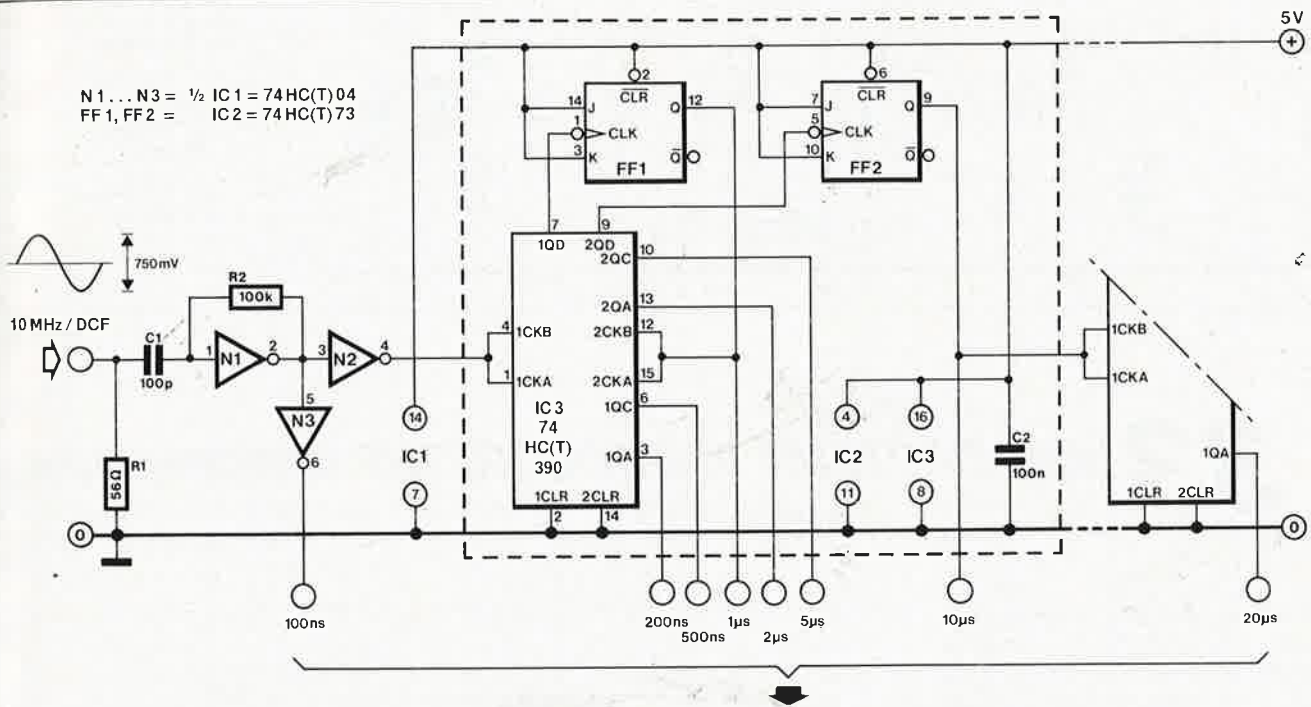 5V
+
N1...N3 = ½ IC1 = 74HC(T)04
FF1, FF2 = IC2 = 74HC(T)73
2
CLR
14
J
Q
12
1
CLK
3
K
Q
FF1
6
CLR
7
J
Q
9
5
CLK
10
K
Q
FF2
750mV
10 MHz / DCF
R2
100k
C1
100p
1
N1
2
3
N2
4
5
N3
6
R1
56Ω
0
14
IC1
7
7
9
1QD
2QD
2QC
10
2QA
13
4
1CKB
2CKB
12
1
1CKA
2CKA
15
1QC
6
1QA
3
IC 3
74
HC(T)
390
1CLR
2CLR
2
14
4
16
IC2
IC3
11
8
C2
100n
1CKB
1CKA
1QA
1CLR
2CLR
0
100ns
200ns
500ns
1µs
2µs
5µs
10µs
20µs